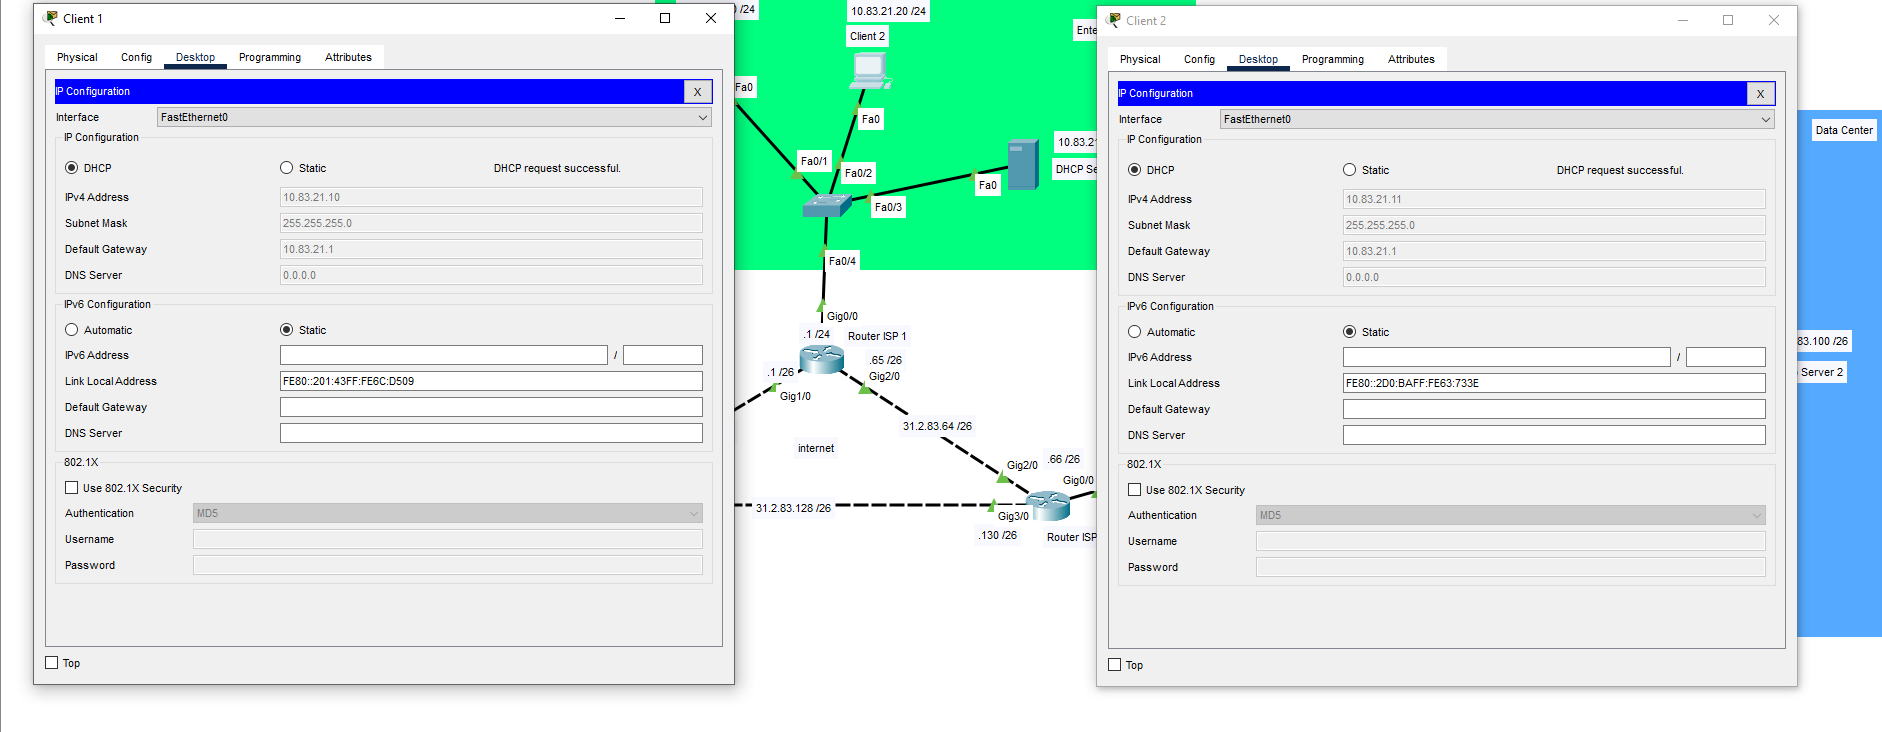 Client 1
Physical Config Desktop Programming Attributes
IP Configuration X
Interface FastEthernet0
IP Configuration
DHCP Static DHCP request successful.
IPv4 Address 10.83.21.10
Subnet Mask 255.255.255.0
Default Gateway 10.83.21.1
DNS Server 0.0.0.0
IPv6 Configuration
Automatic Static
IPv6 Address /
Link Local Address FE80::201:43FF:FE6C:D509
Default Gateway
DNS Server
802.1X
Use 802.1X Security
Authentication MD5
Username
Password
Top
/24
10.83.21.20 /24
Client 2
Fa0
Fa0
Fa0/1
Fa0/2
Fa0
Fa0/3
10.83.21
DHCP Se
Ente
Fa0/4
Gig0/0
.1 /24
Router ISP 1
.1 /26
.65 /26
Gig2/0
Gig1/0
31.2.83.64 /26
internet
Gig2/0
.66 /26
Gig0/0
31.2.83.128 /26
Gig3/0
.130 /26
Router ISP
Client 2
Physical Config Desktop Programming Attributes
IP Configuration X
Interface FastEthernet0
IP Configuration
DHCP Static DHCP request successful.
IPv4 Address 10.83.21.11
Subnet Mask 255.255.255.0
Default Gateway 10.83.21.1
DNS Server 0.0.0.0
IPv6 Configuration
Automatic Static
IPv6 Address /
Link Local Address FE80::2D0:BAFF:FE63:733E
Default Gateway
DNS Server
802.1X
Use 802.1X Security
Authentication MD5
Username
Password
Top
Data Center
83.100 /26
Server 2